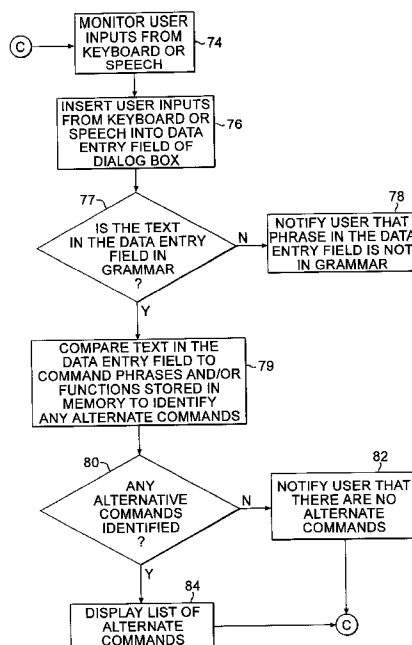 C
MONITOR USER
INPUTS FROM
KEYBOARD OR
SPEECH
74
INSERT USER INPUTS
FROM KEYBOARD OR
SPEECH INTO DATA
ENTRY FIELD OF
DIALOG BOX
76
77
IS THE TEXT
IN THE DATA ENTRY
FIELD IN
GRAMMAR
?
N
Y
78
NOTIFY USER THAT
PHRASE IN THE DATA
ENTRY FIELD IS NOT
IN GRAMMAR
COMPARE TEXT IN THE
DATA ENTRY FIELD TO
COMMAND PHRASES AND/OR
FUNCTIONS STORED IN
MEMORY TO IDENTIFY
ANY ALTERNATE COMMANDS
79
80
ANY
ALTERNATIVE
COMMANDS
IDENTIFIED
?
N
Y
82
NOTIFY USER THAT
THERE ARE NO
ALTERNATE
COMMANDS
84
DISPLAY LIST OF
ALTERNATE
COMMANDS
C